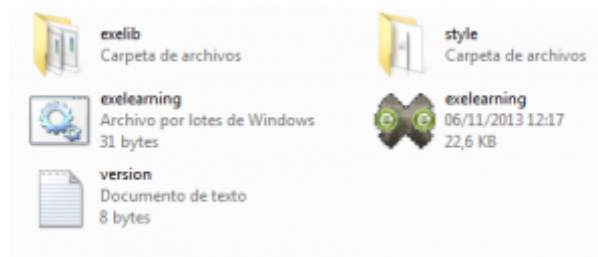 exelib
Carpeta de archivos
style
Carpeta de archivos
exelearning
Archivo por lotes de Windows
31 bytes
exelearning
06/11/2013 12:17
22,6 KB
version
Documento de texto
8 bytes